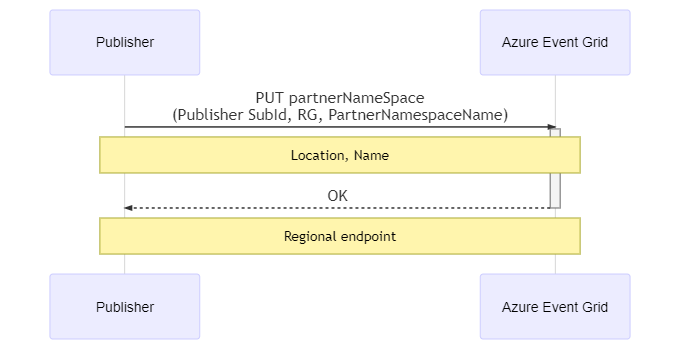 Publisher
Azure Event Grid
PUT partnerNameSpace
(Publisher SubId, RG, PartnerNamespaceName)
Location, Name
OK
Regional endpoint
Publisher
Azure Event Grid